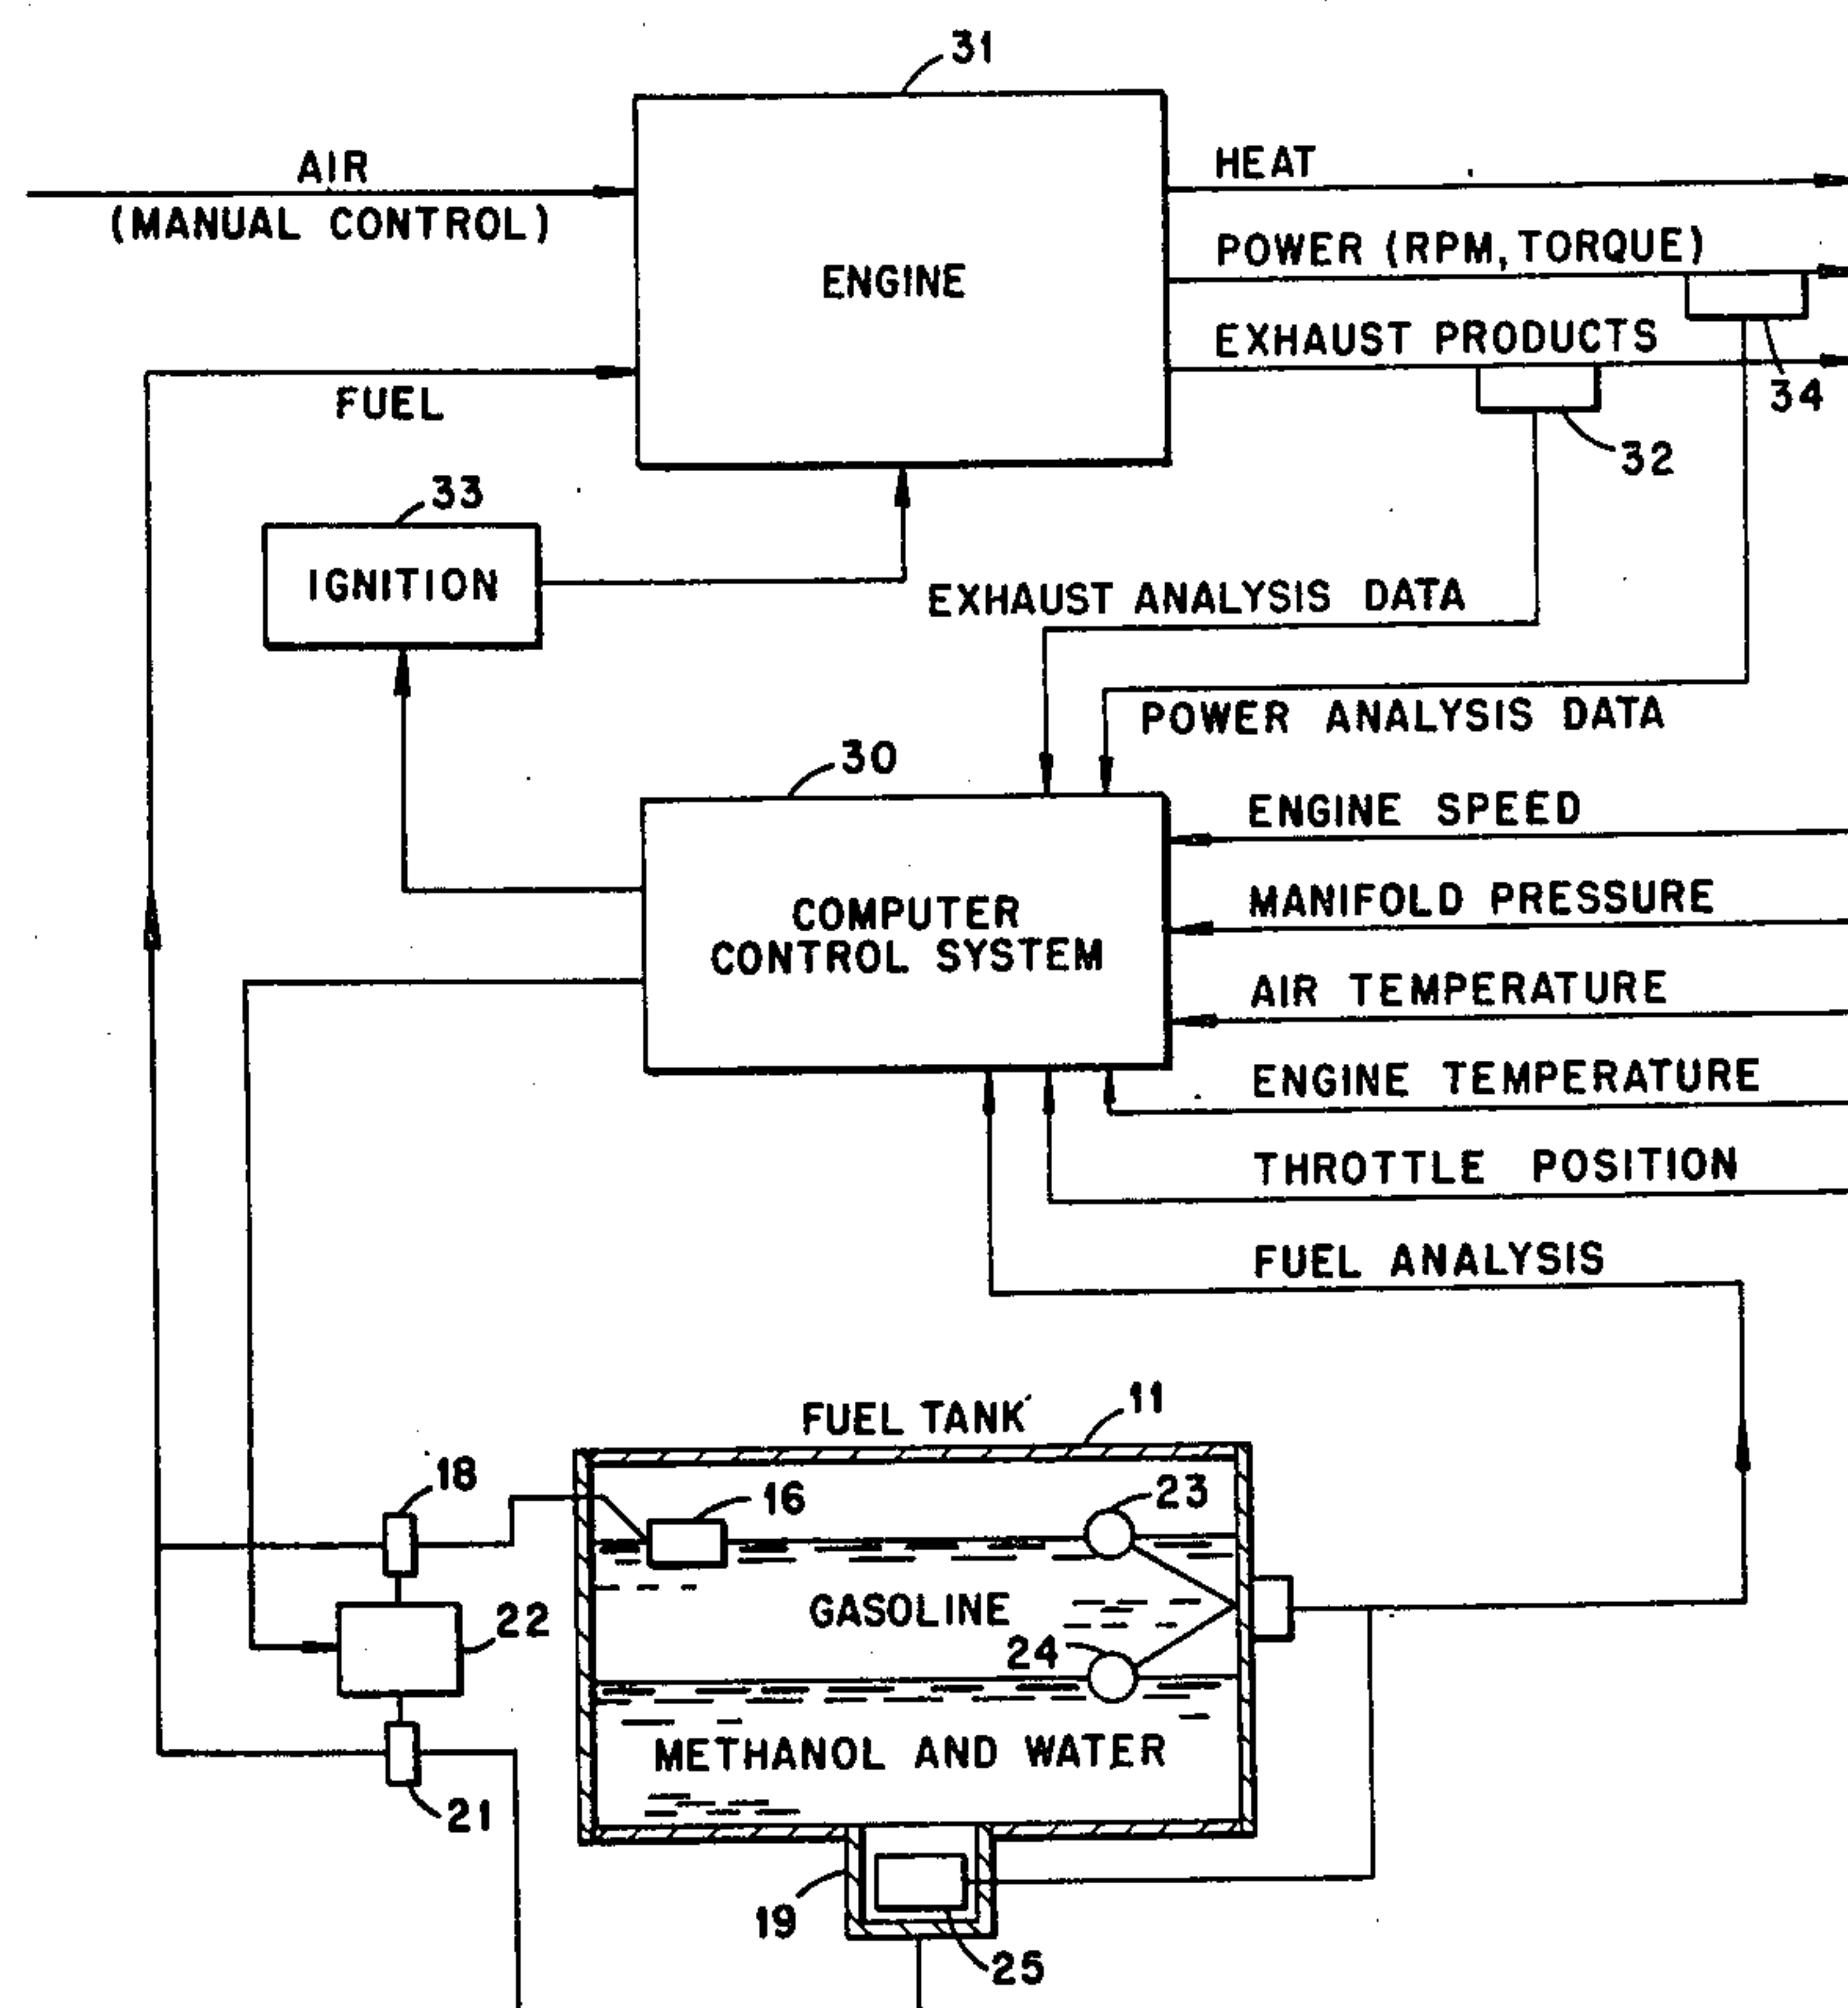 31
AIR
(MANUAL CONTROL)
HEAT
POWER (RPM, TORQUE)
ENGINE
EXHAUST PRODUCTS
34
FUEL
32
33
IGNITION
EXHAUST ANALYSIS DATA
POWER ANALYSIS DATA
30
ENGINE SPEED
COMPUTER
CONTROL SYSTEM
MANIFOLD PRESSURE
AIR TEMPERATURE
ENGINE TEMPERATURE
THROTTLE POSITION
FUEL ANALYSIS
FUEL TANK
11
18
16
23
GASOLINE
22
24
METHANOL AND WATER
21
19
25